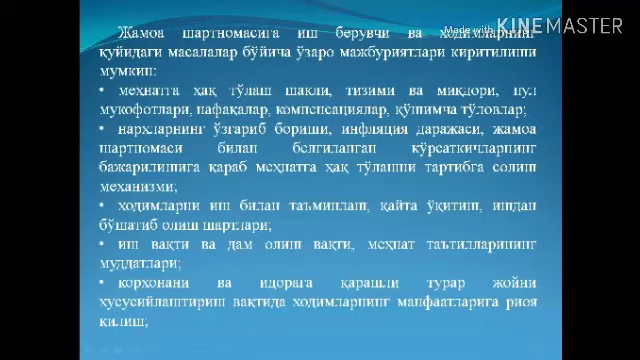 Жамоа шартномасига иш берувчи ва ходимларнинг
Made with KINEMASTER
қуйидаги масалалар бўйича ўзаро мажбуриятлари киритилиши
мумкин:
• меҳнатга ҳақ тўлаш шакли, тизими ва миқдори, пул
мукофотлари, нафақалар, компенсациялар, қўшимча тўловлар;
• нархларнинг ўзгариб бориши, инфляция даражаси, жамоа
шартномаси билан белгиланган кўрсаткичларнинг
бажарилишига қараб меҳнатга ҳақ тўлашни тартибга солиш
механизми;
• ходимларни иш билан таъминлаш, қайта ўқитиш, ишдан
бўшатиб олиш шартлари;
• иш вақти ва дам олиш вақти, меҳнат таътилларининг
муддатлари;
• корхонани ва идорага қарашли турар жойни
хусусийлаштириш вақтида ходимларнинг манфаатларига риоя
қилиш;